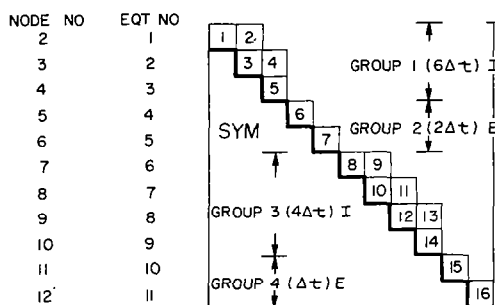 NODE NO EQT NO
2 1 1 2
3 2 3 4 GROUP 1 (6Δt) I
4 3 5
5 4 6 GROUP 2 (2Δt) E
SYM
6 5 7
7 6 8 9
8 7 10 11
9 8 GROUP 3 (4Δt) I 12 13
10 9 14
11 10 15
GROUP 4 (Δt) E
12 11 16